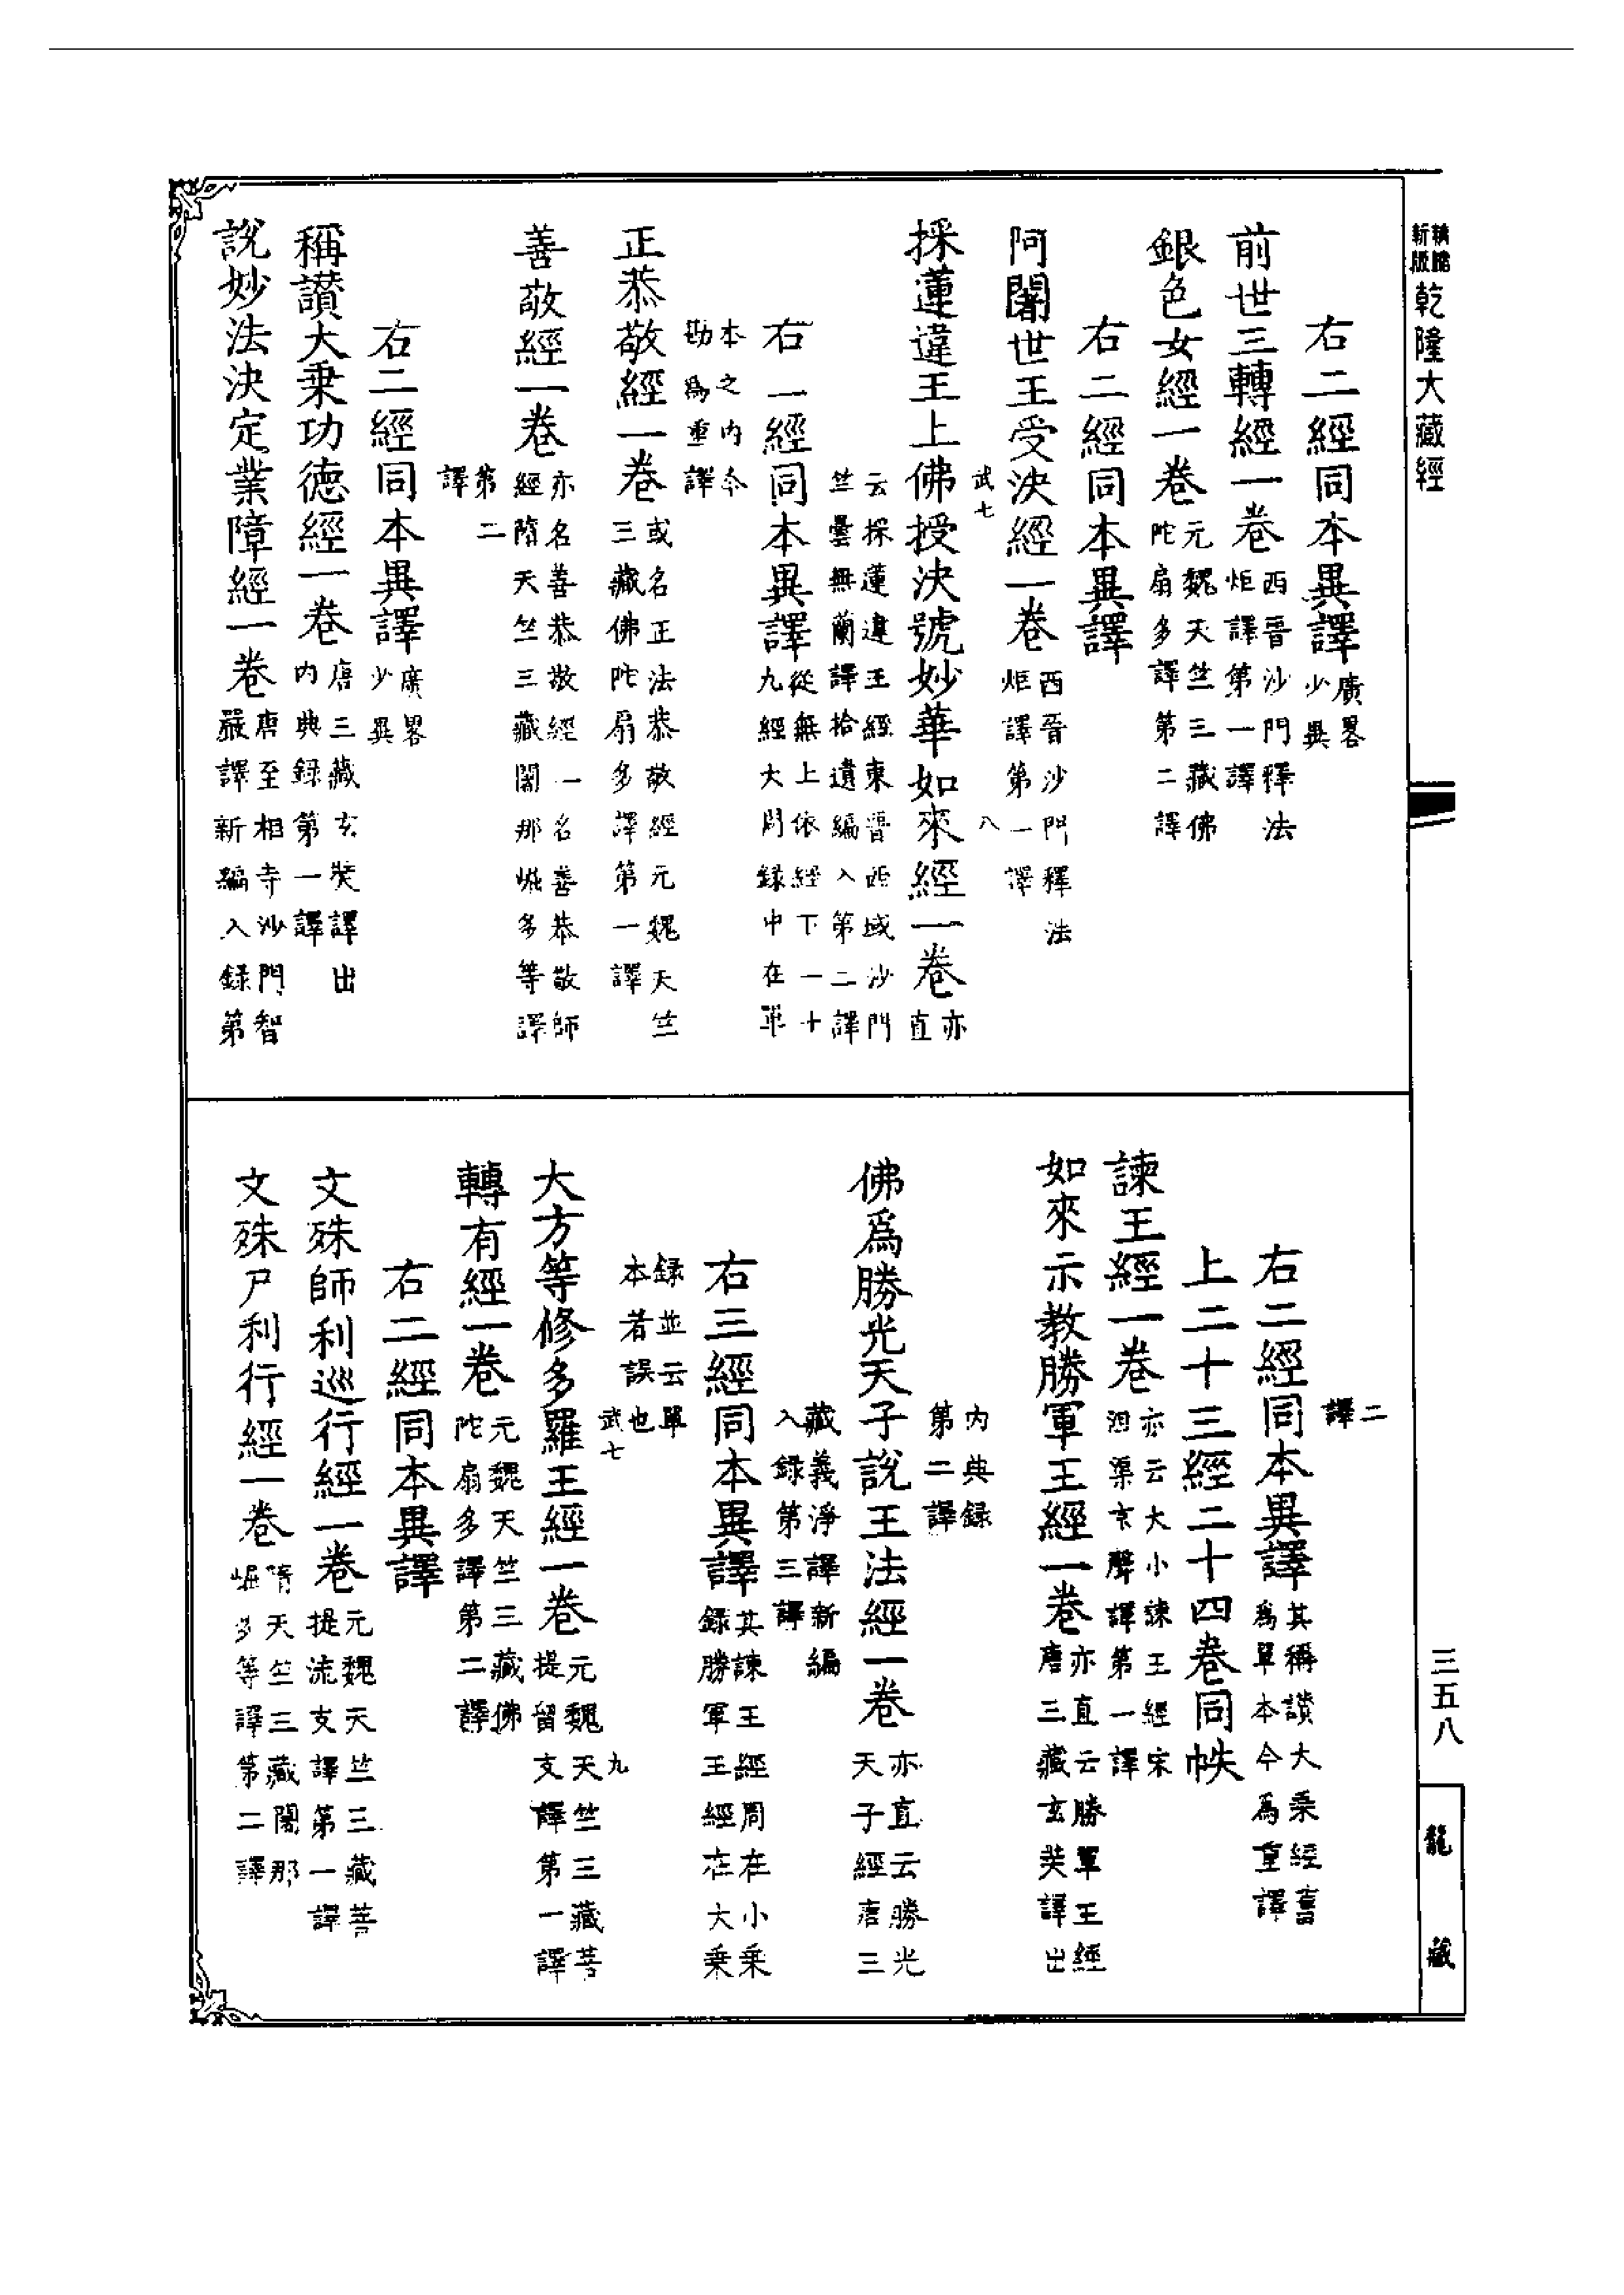 精縮新版乾隆大藏經
右二經同本異譯廣畧少異
前世三轉經一卷西晉沙門釋法炬譯第一譯
銀色女經一卷元魏天竺三藏佛陀扇多譯第二譯
右二經同本異譯
阿闍世王受決經一卷西晉沙門釋法炬譯第一譯
武七 八
採蓮違王上佛授決號妙華如來經一卷亦直
云採蓮違王經東晉西域沙門竺曇無蘭譯拾遺編入第二譯
右一經同本異譯從無上依經下一十九經大周錄中在單
本之內今勘為重譯
正恭敬經一卷或名正法恭敬經元魏天竺三藏佛陀扇多譯第一譯
善敬經一卷亦名善恭敬經一名善恭敬師經隋天竺三藏闍那崛多等譯
第二譯
右二經同本異譯廣畧少異
稱讚大乘功德經一卷唐三藏玄奘譯出內典錄第一譯
說妙法決定業障經一卷唐至相寺沙門智嚴譯新編入錄第
二譯
右二經同本異譯其稱讚大乘經舊為單本今為重譯
上二十三經二十四卷同帙
諫王經一卷亦云大小諫王經宋沮渠京聲譯第一譯
如來示教勝軍王經一卷亦直云勝軍王經唐三藏玄奘譯出
內典錄第二譯
佛爲勝光天子說王法經一卷亦直云勝光天子經唐三
藏義淨譯新編入錄第三譯
右三經同本異譯其諫王經周在小乘錄勝軍王經在大乘
錄並云單本者誤也
武七 九
大方等修多羅王經一卷元魏天竺三藏菩提留支譯第一譯
轉有經一卷元魏天竺三藏佛陀扇多譯第二譯
右二經同本異譯
文殊師利巡行經一卷元魏天竺三藏菩提流支譯第一譯
文殊尸利行經一卷隋天竺三藏闍那崛多等譯第二譯
三五八
龍藏